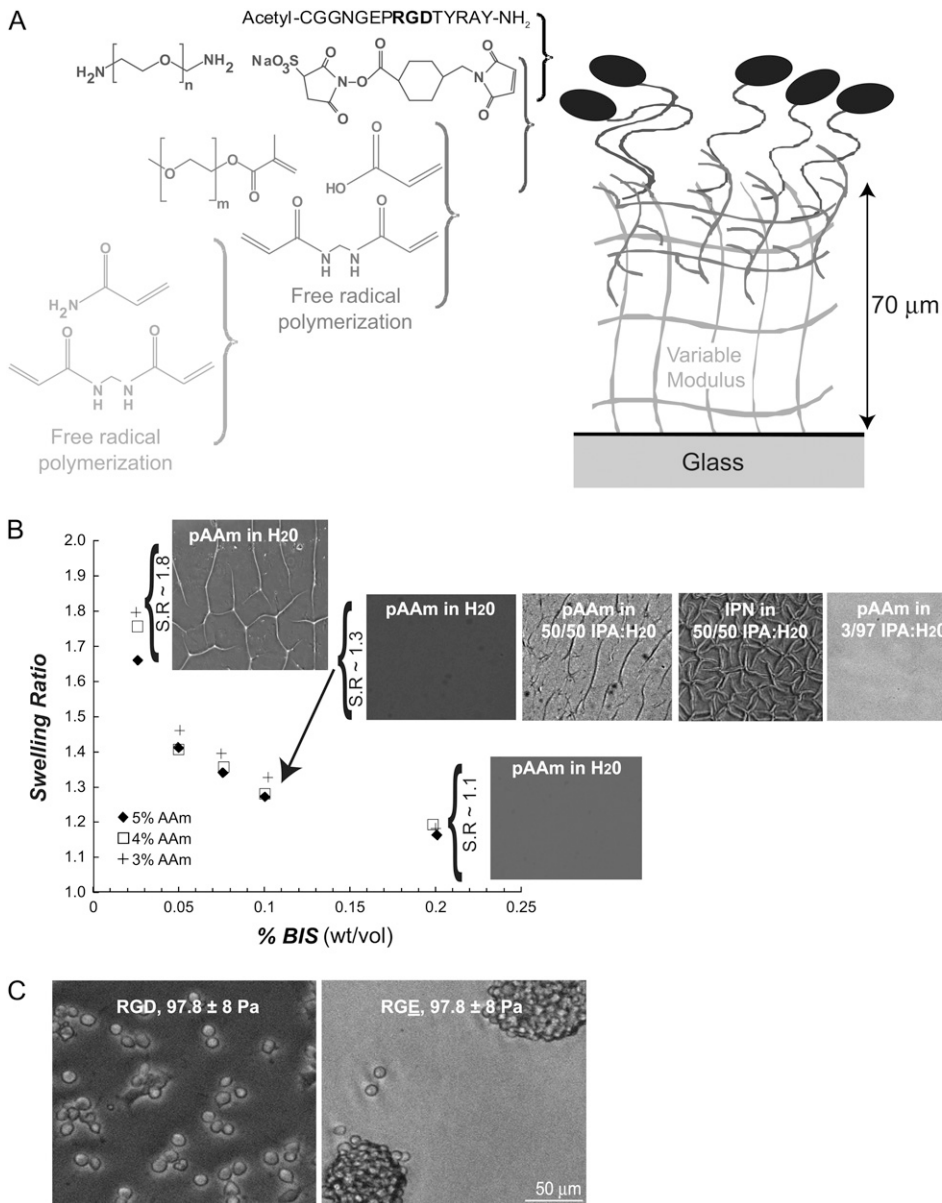 A
Acetyl-CGGNGEPRGDTYRAY-NH2
H2N
O
n
NH2
NaO
S
O
O
O
O
N
O
O
O
N
O
O
O
m
O
O
O
HO
O
O
N
H
N
H
Free radical
polymerization
O
H2N
O
O
N
H
N
H
Free radical
polymerization
Variable
Modulus
70 μm
Glass
B
Swelling Ratio
2.0
1.9
1.8
1.7
1.6
1.5
1.4
1.3
1.2
1.1
1.0
0
0.05
0.1
0.15
0.2
0.25
% BIS (wt/vol)
5% AAm
4% AAm
3% AAm
S.R ~ 1.8
pAAm in H20
S.R ~ 1.3
pAAm in H20
pAAm in
50/50 IPA:H20
IPN in
50/50 IPA:H20
pAAm in
3/97 IPA:H20
S.R ~ 1.1
pAAm in H20
C
RGD, 97.8 ± 8 Pa
RGE, 97.8 ± 8 Pa
50 μm